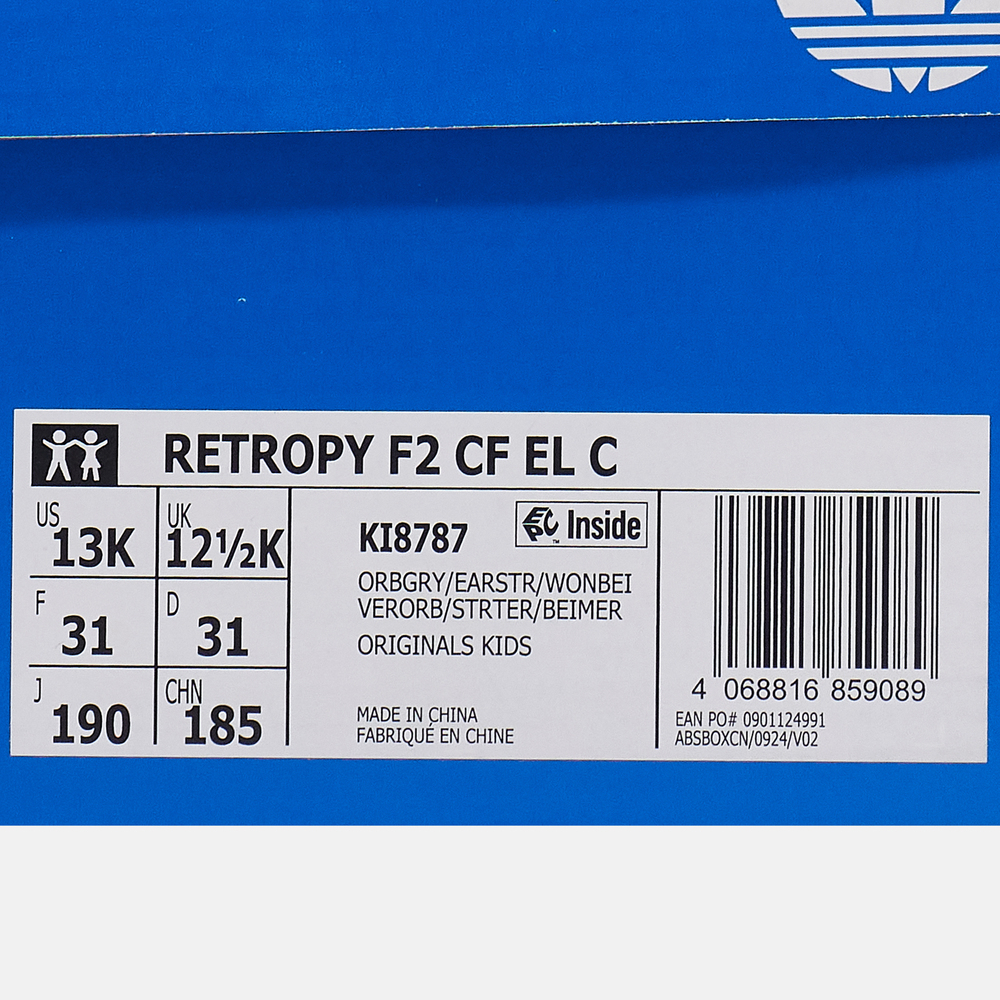 RETROPY F2 CF EL C
US 13K
UK 12½K
F 31
D 31
J 190
CHN 185
KI8787
EPC Inside
™
ORBGRY/EARSTR/WONBEI
VERORB/STRTER/BEIMER
ORIGINALS KIDS
MADE IN CHINA
FABRIQUÉ EN CHINE
4 068816 859089
EAN PO# 0901124991
ABSBOXCN/0924/V02